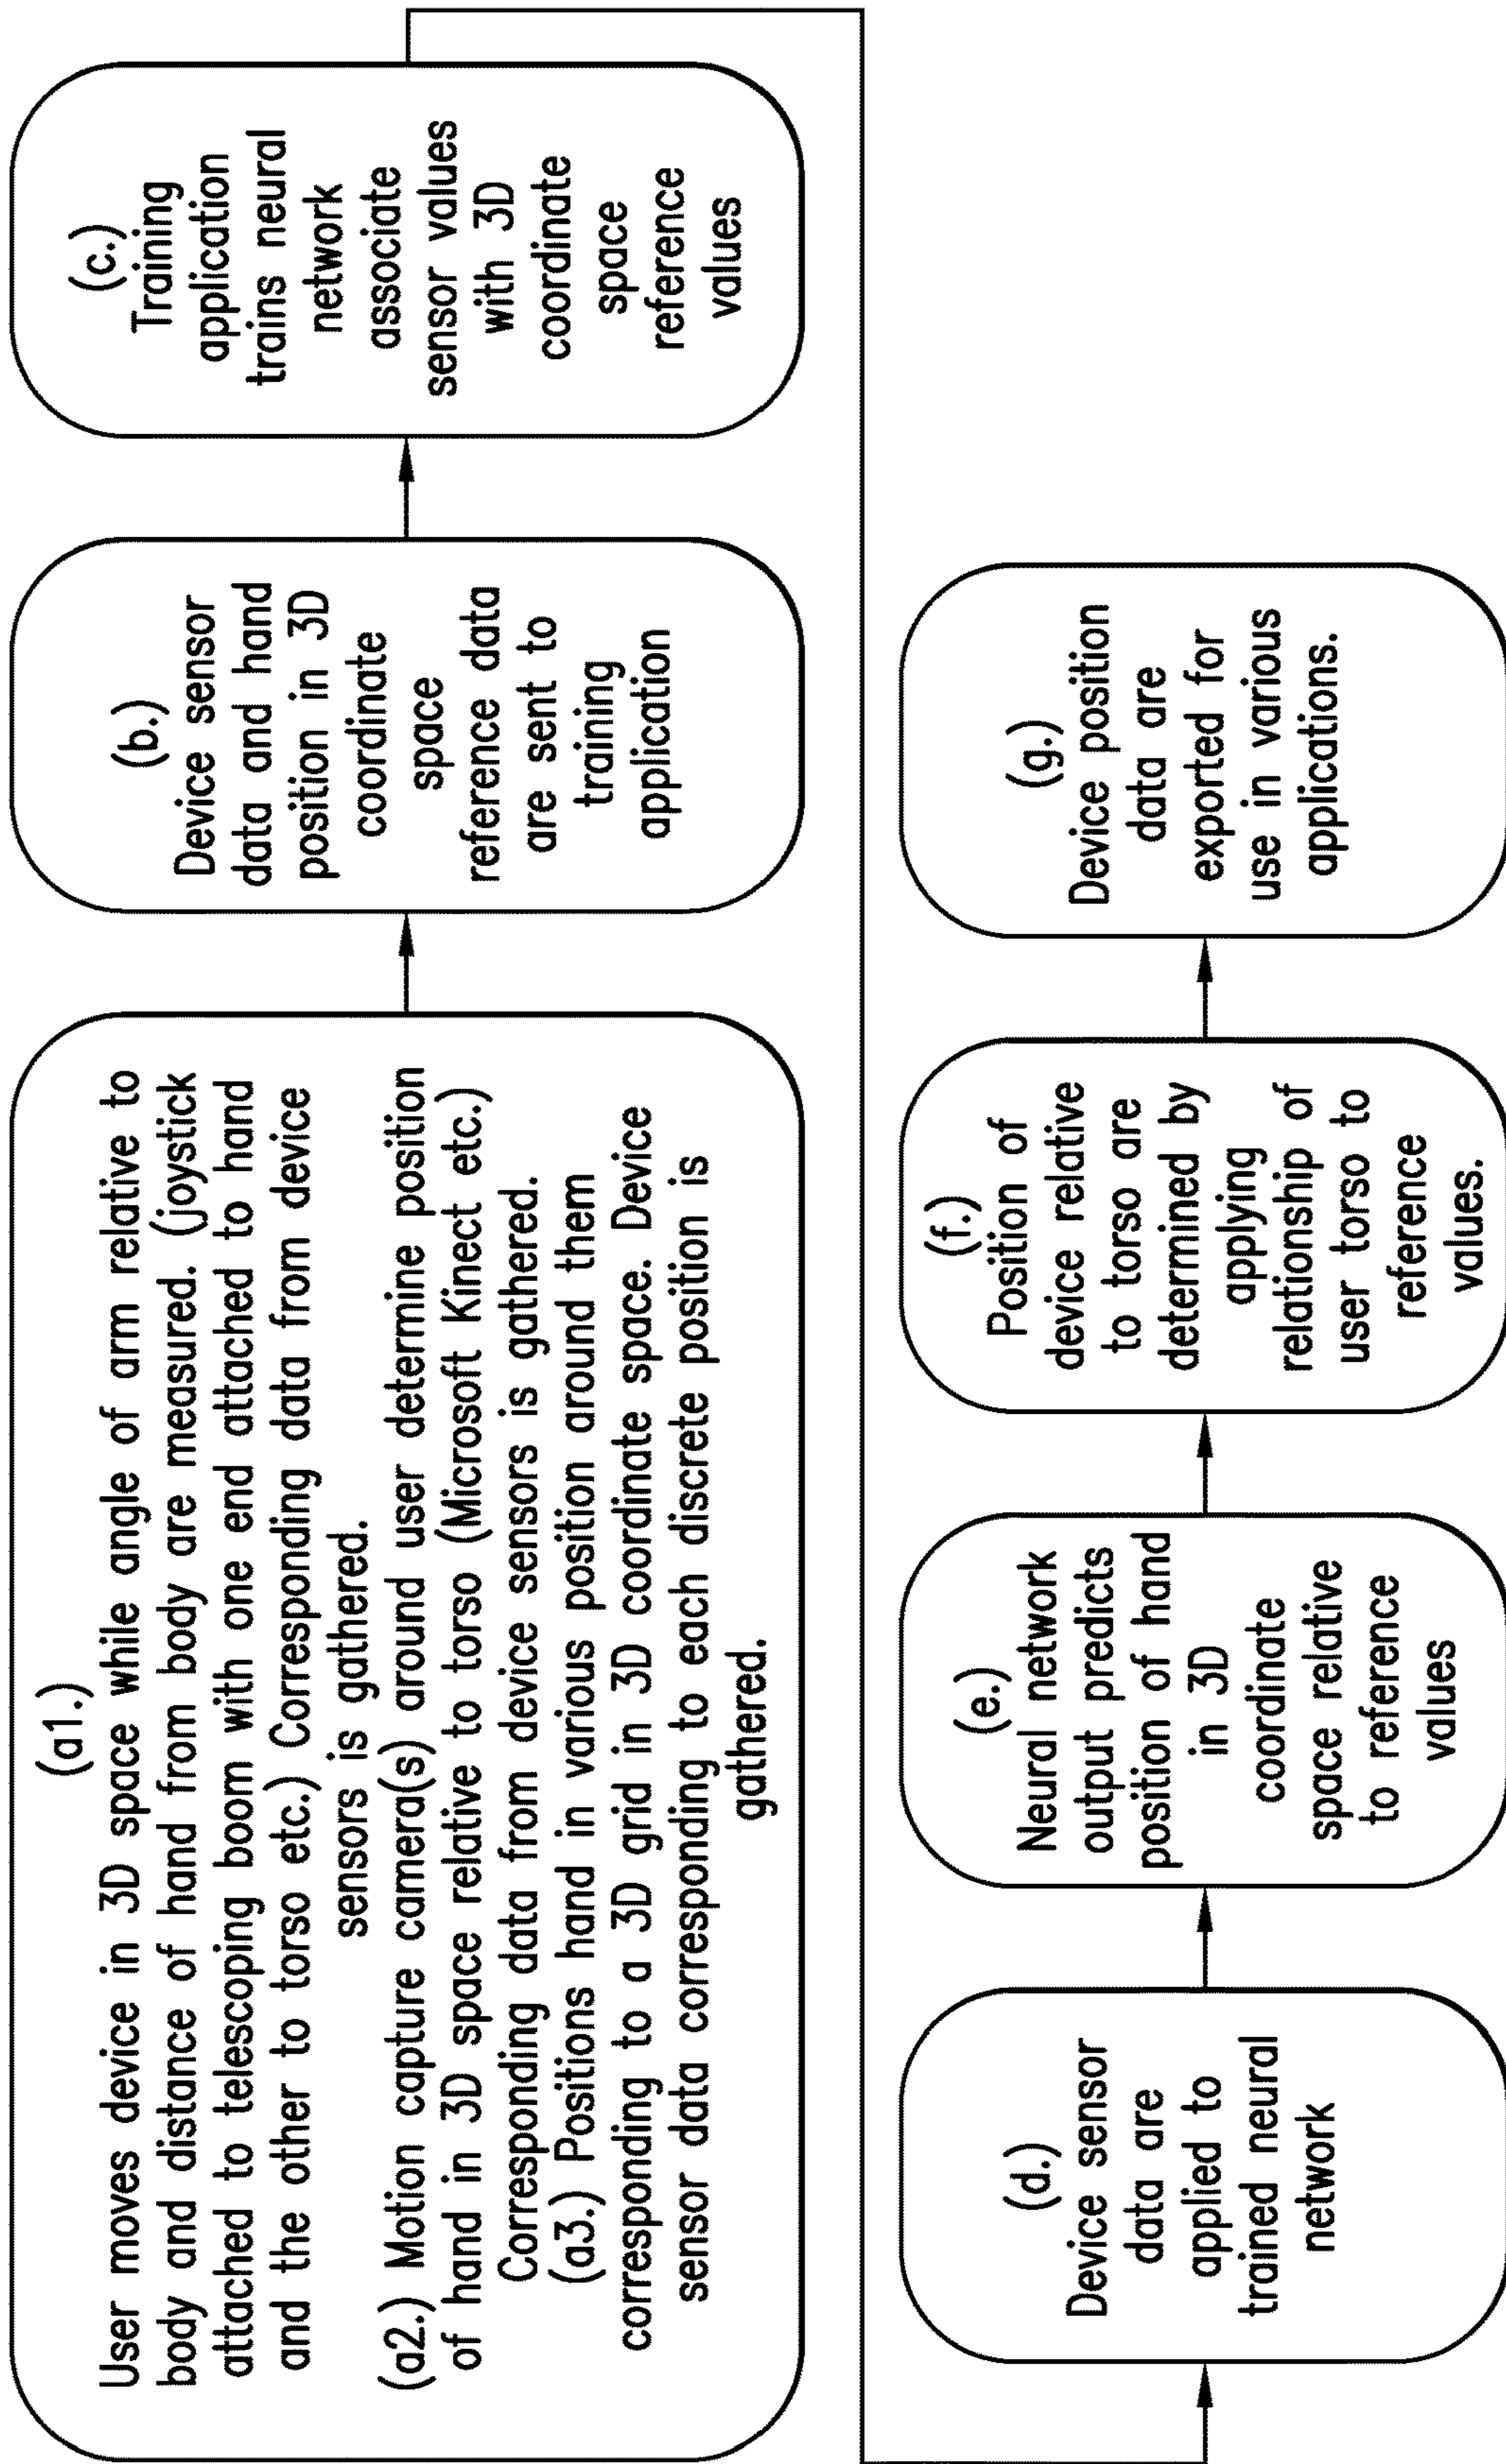 (a1.)
User moves device in 3D space while angle of arm relative to
body and distance of hand from body are measured. (joystick
attached to telescoping boom with one end attached to hand
and the other to torso etc.) Corresponding data from device
sensors is gathered.
(a2.) Motion capture camera(s) around user determine position
of hand in 3D space relative to torso (Microsoft Kinect etc.)
Corresponding data from device sensors is gathered.
(a3.) Positions hand in various position around them
corresponding to a 3D grid in 3D coordinate space. Device
sensor data corresponding to each discrete position is
gathered.
(b.)
Device sensor
data and hand
position in 3D
coordinate
space
reference data
are sent to
training
application
(c.)
Training
application
trains neural
network
associate
sensor values
with 3D
coordinate
space
reference
values
(d.)
Device sensor
data are
applied to
trained neural
network
(e.)
Neural network
output predicts
position of hand
in 3D
coordinate
space relative
to reference
values
(f.)
Position of
device relative
to torso are
determined by
applying
relationship of
user torso to
reference
values.
(g.)
Device position
data are
exported for
use in various
applications.